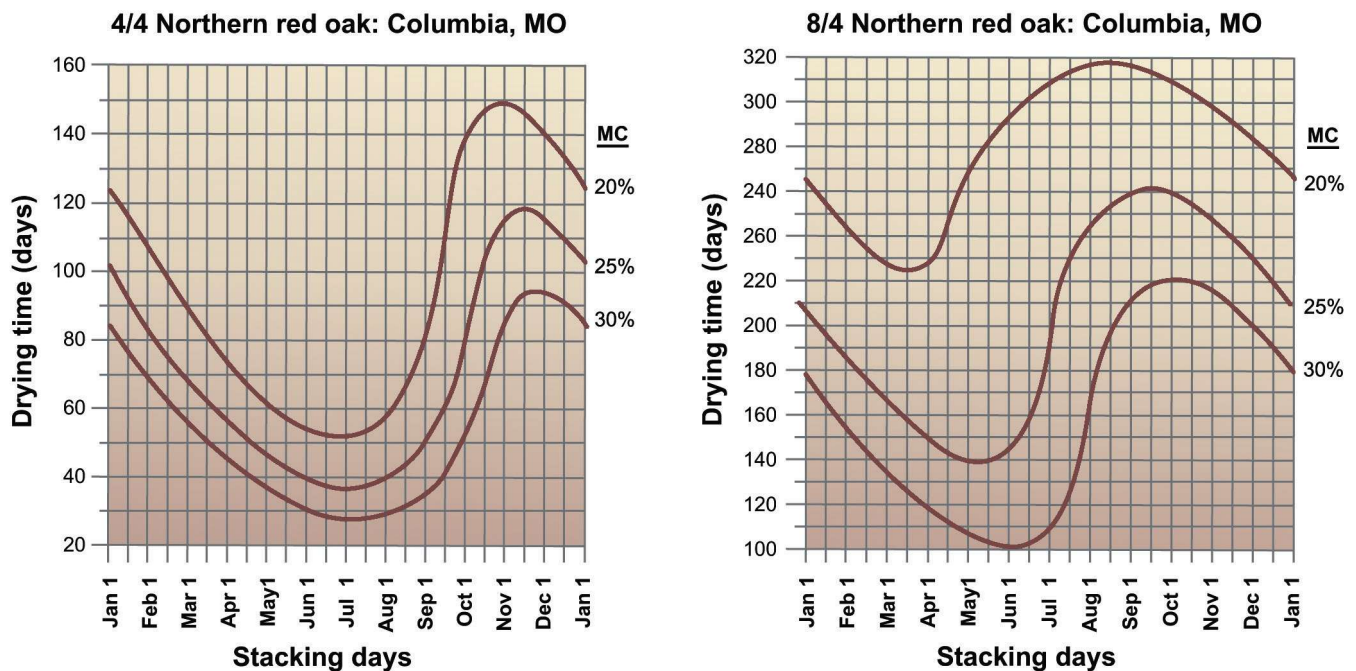 4/4 Northern red oak: Columbia, MO
Drying time (days)
160
140
120
100
80
60
40
20
MC
20%
25%
30%
Jan 1
Feb 1
Mar 1
Apr 1
May1
Jun 1
Jul 1
Aug 1
Sep 1
Oct 1
Nov 1
Dec 1
Jan 1
Stacking days
8/4 Northern red oak: Columbia, MO
Drying time (days)
320
300
280
240
260
220
200
180
160
140
120
100
MC
20%
25%
30%
Jan 1
Feb 1
Mar 1
Apr 1
May 1
Jun 1
Jul 1
Aug 1
Sep 1
Oct 1
Nov 1
Dec 1
Jan 1
Stacking days